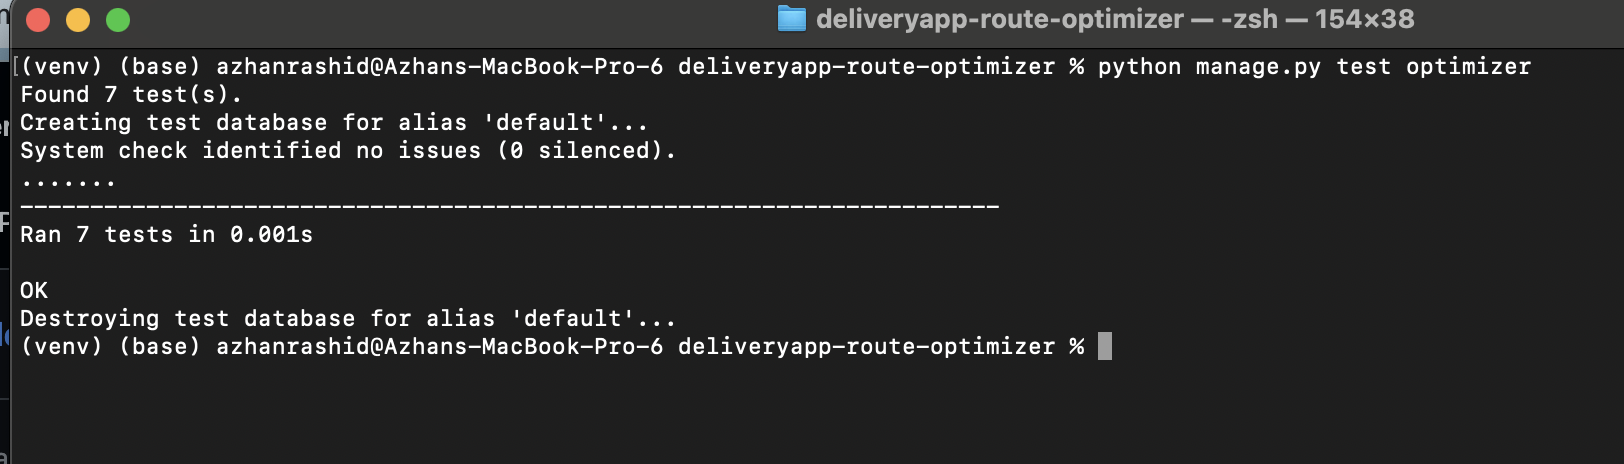 deliveryapp-route-optimizer — -zsh — 154×38
[(venv) (base) azhanrashid@Azhans-MacBook-Pro-6 deliveryapp-route-optimizer % python manage.py test optimizer
Found 7 test(s).
Creating test database for alias 'default'...
System check identified no issues (0 silenced).
.......
----------------------------------------------------------------------
Ran 7 tests in 0.001s
OK
Destroying test database for alias 'default'...
(venv) (base) azhanrashid@Azhans-MacBook-Pro-6 deliveryapp-route-optimizer %